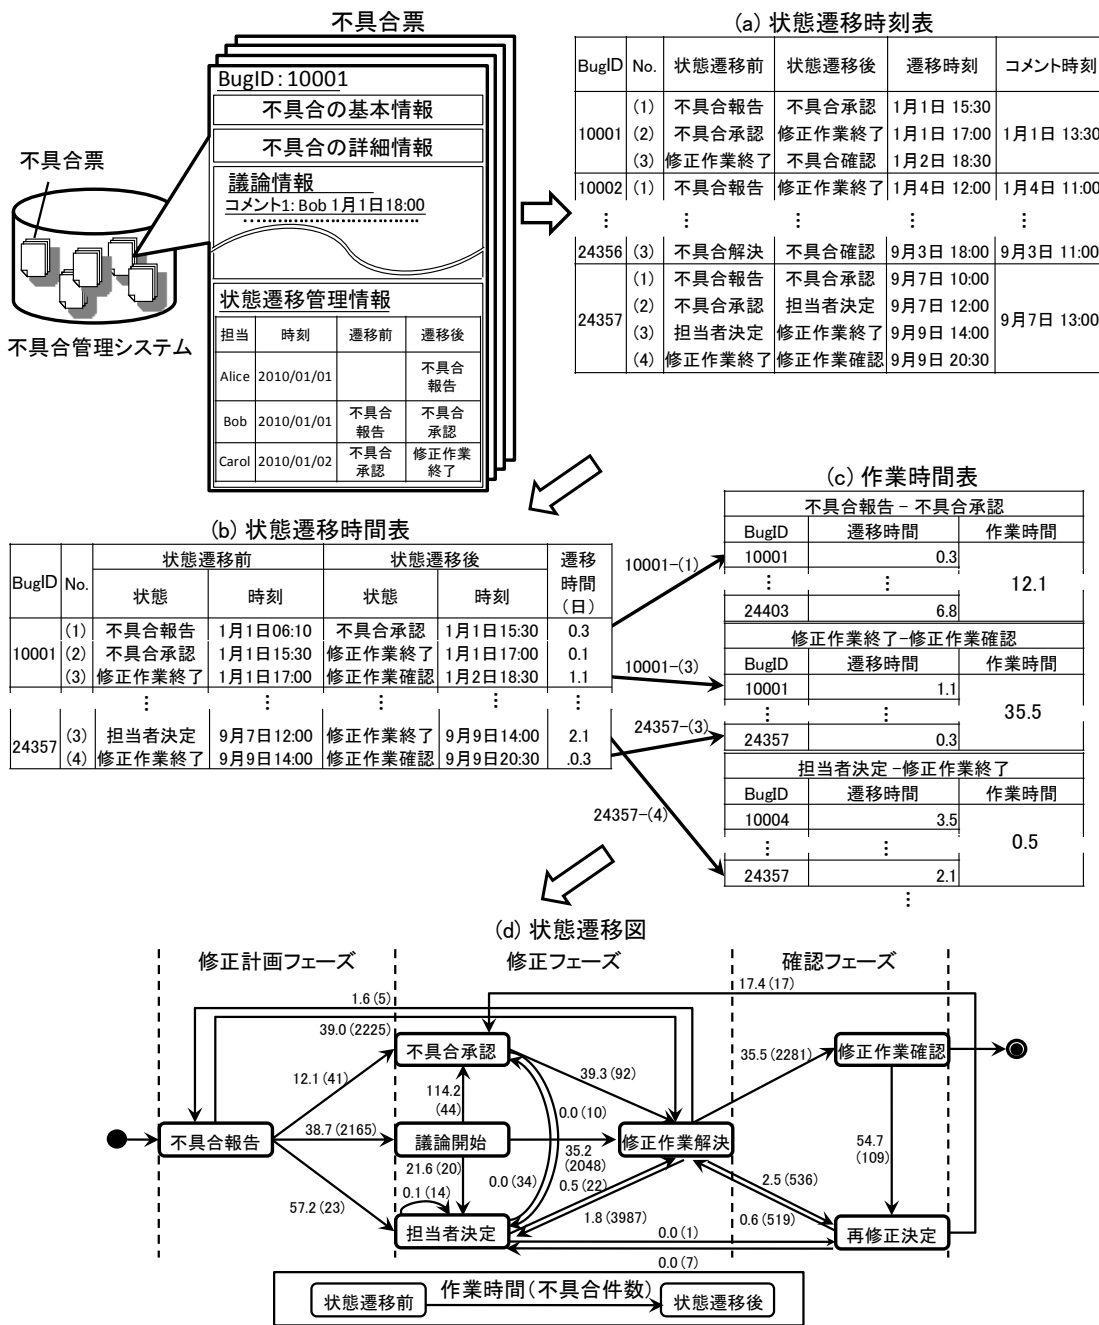 不具合票
BugID：10001
不具合の基本情報
不具合の詳細情報
議論情報
コメント1: Bob 1月1日18:00
状態遷移管理情報
担当 時刻 遷移前 遷移後
Alice 2010/01/01 不具合報告
Bob 2010/01/01 不具合報告 不具合承認
Carol 2010/01/02 不具合承認 修正作業終了
不具合票
不具合管理システム
(a) 状態遷移時刻表
BugID No. 状態遷移前 状態遷移後 遷移時刻 コメント時刻
10001 (1) 不具合報告 不具合承認 1月1日 15:30
(2) 不具合承認 修正作業終了 1月1日 17:00 1月1日 13:30
(3) 修正作業終了 不具合確認 1月2日 18:30
10002 (1) 不具合報告 修正作業終了 1月4日 12:00 1月4日 11:00
⋮ ⋮ ⋮ ⋮ ⋮
24356 (3) 不具合解決 不具合確認 9月3日 18:00 9月3日 11:00
24357 (1) 不具合報告 不具合承認 9月7日 10:00
(2) 不具合承認 担当者決定 9月7日 12:00 9月7日 13:00
(3) 担当者決定 修正作業終了 9月9日 14:00
(4) 修正作業終了 修正作業確認 9月9日 20:30
(b) 状態遷移時間表
BugID No. 状態遷移前 状態遷移後 遷移時間（日）
状態 時刻 状態 時刻
10001 (1) 不具合報告 1月1日06:10 不具合承認 1月1日15:30 0.3
(2) 不具合承認 1月1日15:30 修正作業終了 1月1日17:00 0.1
(3) 修正作業終了 1月1日17:00 修正作業確認 1月2日18:30 1.1
⋮ ⋮ ⋮ ⋮ ⋮
24357 (3) 担当者決定 9月7日12:00 修正作業終了 9月9日14:00 2.1
(4) 修正作業終了 9月9日14:00 修正作業確認 9月9日20:30 .0.3
10001-(1)
10001-(3)
24357-(3)
24357-(4)
(c) 作業時間表
不具合報告 - 不具合承認
BugID 遷移時間 作業時間
10001 0.3
⋮ ⋮ 12.1
24403 6.8
修正作業終了-修正作業確認
BugID 遷移時間 作業時間
10001 1.1
⋮ ⋮ 35.5
24357 0.3
担当者決定 -修正作業終了
BugID 遷移時間 作業時間
10004 3.5
⋮ ⋮ 0.5
24357 2.1
⋮
(d) 状態遷移図
修正計画フェーズ 修正フェーズ 確認フェーズ
17.4 (17)
1.6 (5)
39.0 (2225)
不具合承認
修正作業確認
12.1 (41)
114.2
(44)
39.3 (92)
35.5 (2281)
0.0 (10)
不具合報告
38.7 (2165)
議論開始
修正作業解決
35.2
(2048)
54.7
(109)
21.6 (20)
0.0 (34)
0.5 (22)
2.5 (536)
0.1 (14)
57.2 (23)
1.8 (3987)
0.6 (519)
担当者決定
0.0 (1)
再修正決定
0.0 (7)
状態遷移前 作業時間(不具合件数) 状態遷移後